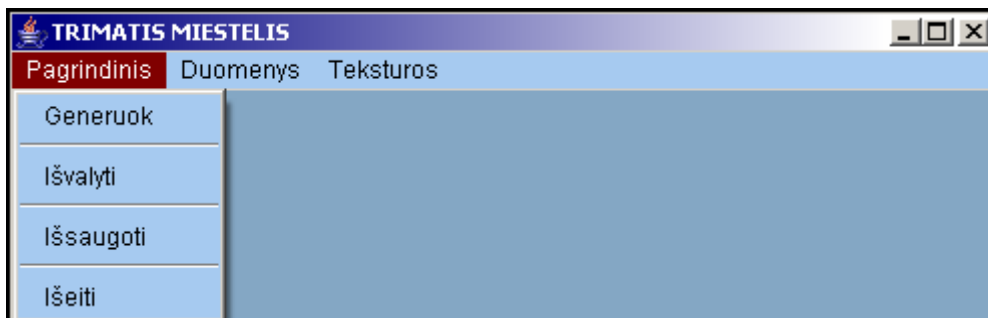 TRIMATIS MIESTELIS
Pagrindinis Duomenys Teksturos
Generuok
Išvalyti
Išsaugoti
Išeiti